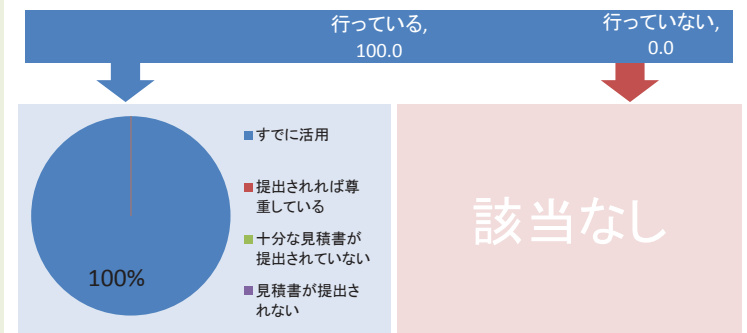 行っている,
100.0
行っていない,
0.0
100%
すでに活用
提出されれば尊
重している
十分な見積書が
提出されていない
見積書が提出さ
れない
該当なし